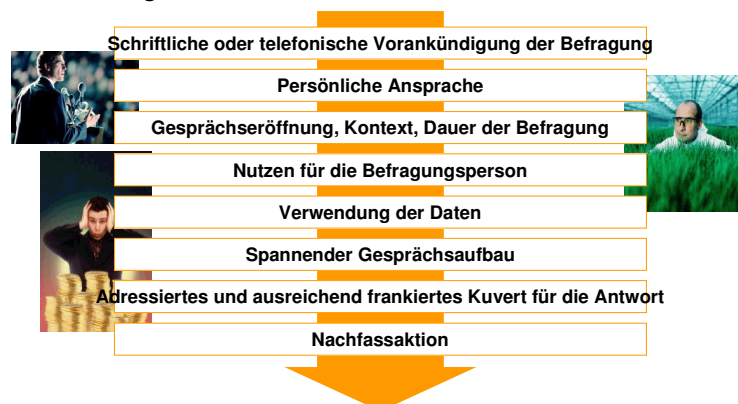 Schriftliche oder telefonische Vorankündigung der Befragung
Persönliche Ansprache
Gesprächseröffnung, Kontext, Dauer der Befragung
Nutzen für die Befragungsperson
Verwendung der Daten
Spannender Gesprächsaufbau
Adressiertes und ausreichend frankiertes Kuvert für die Antwort
Nachfassaktion